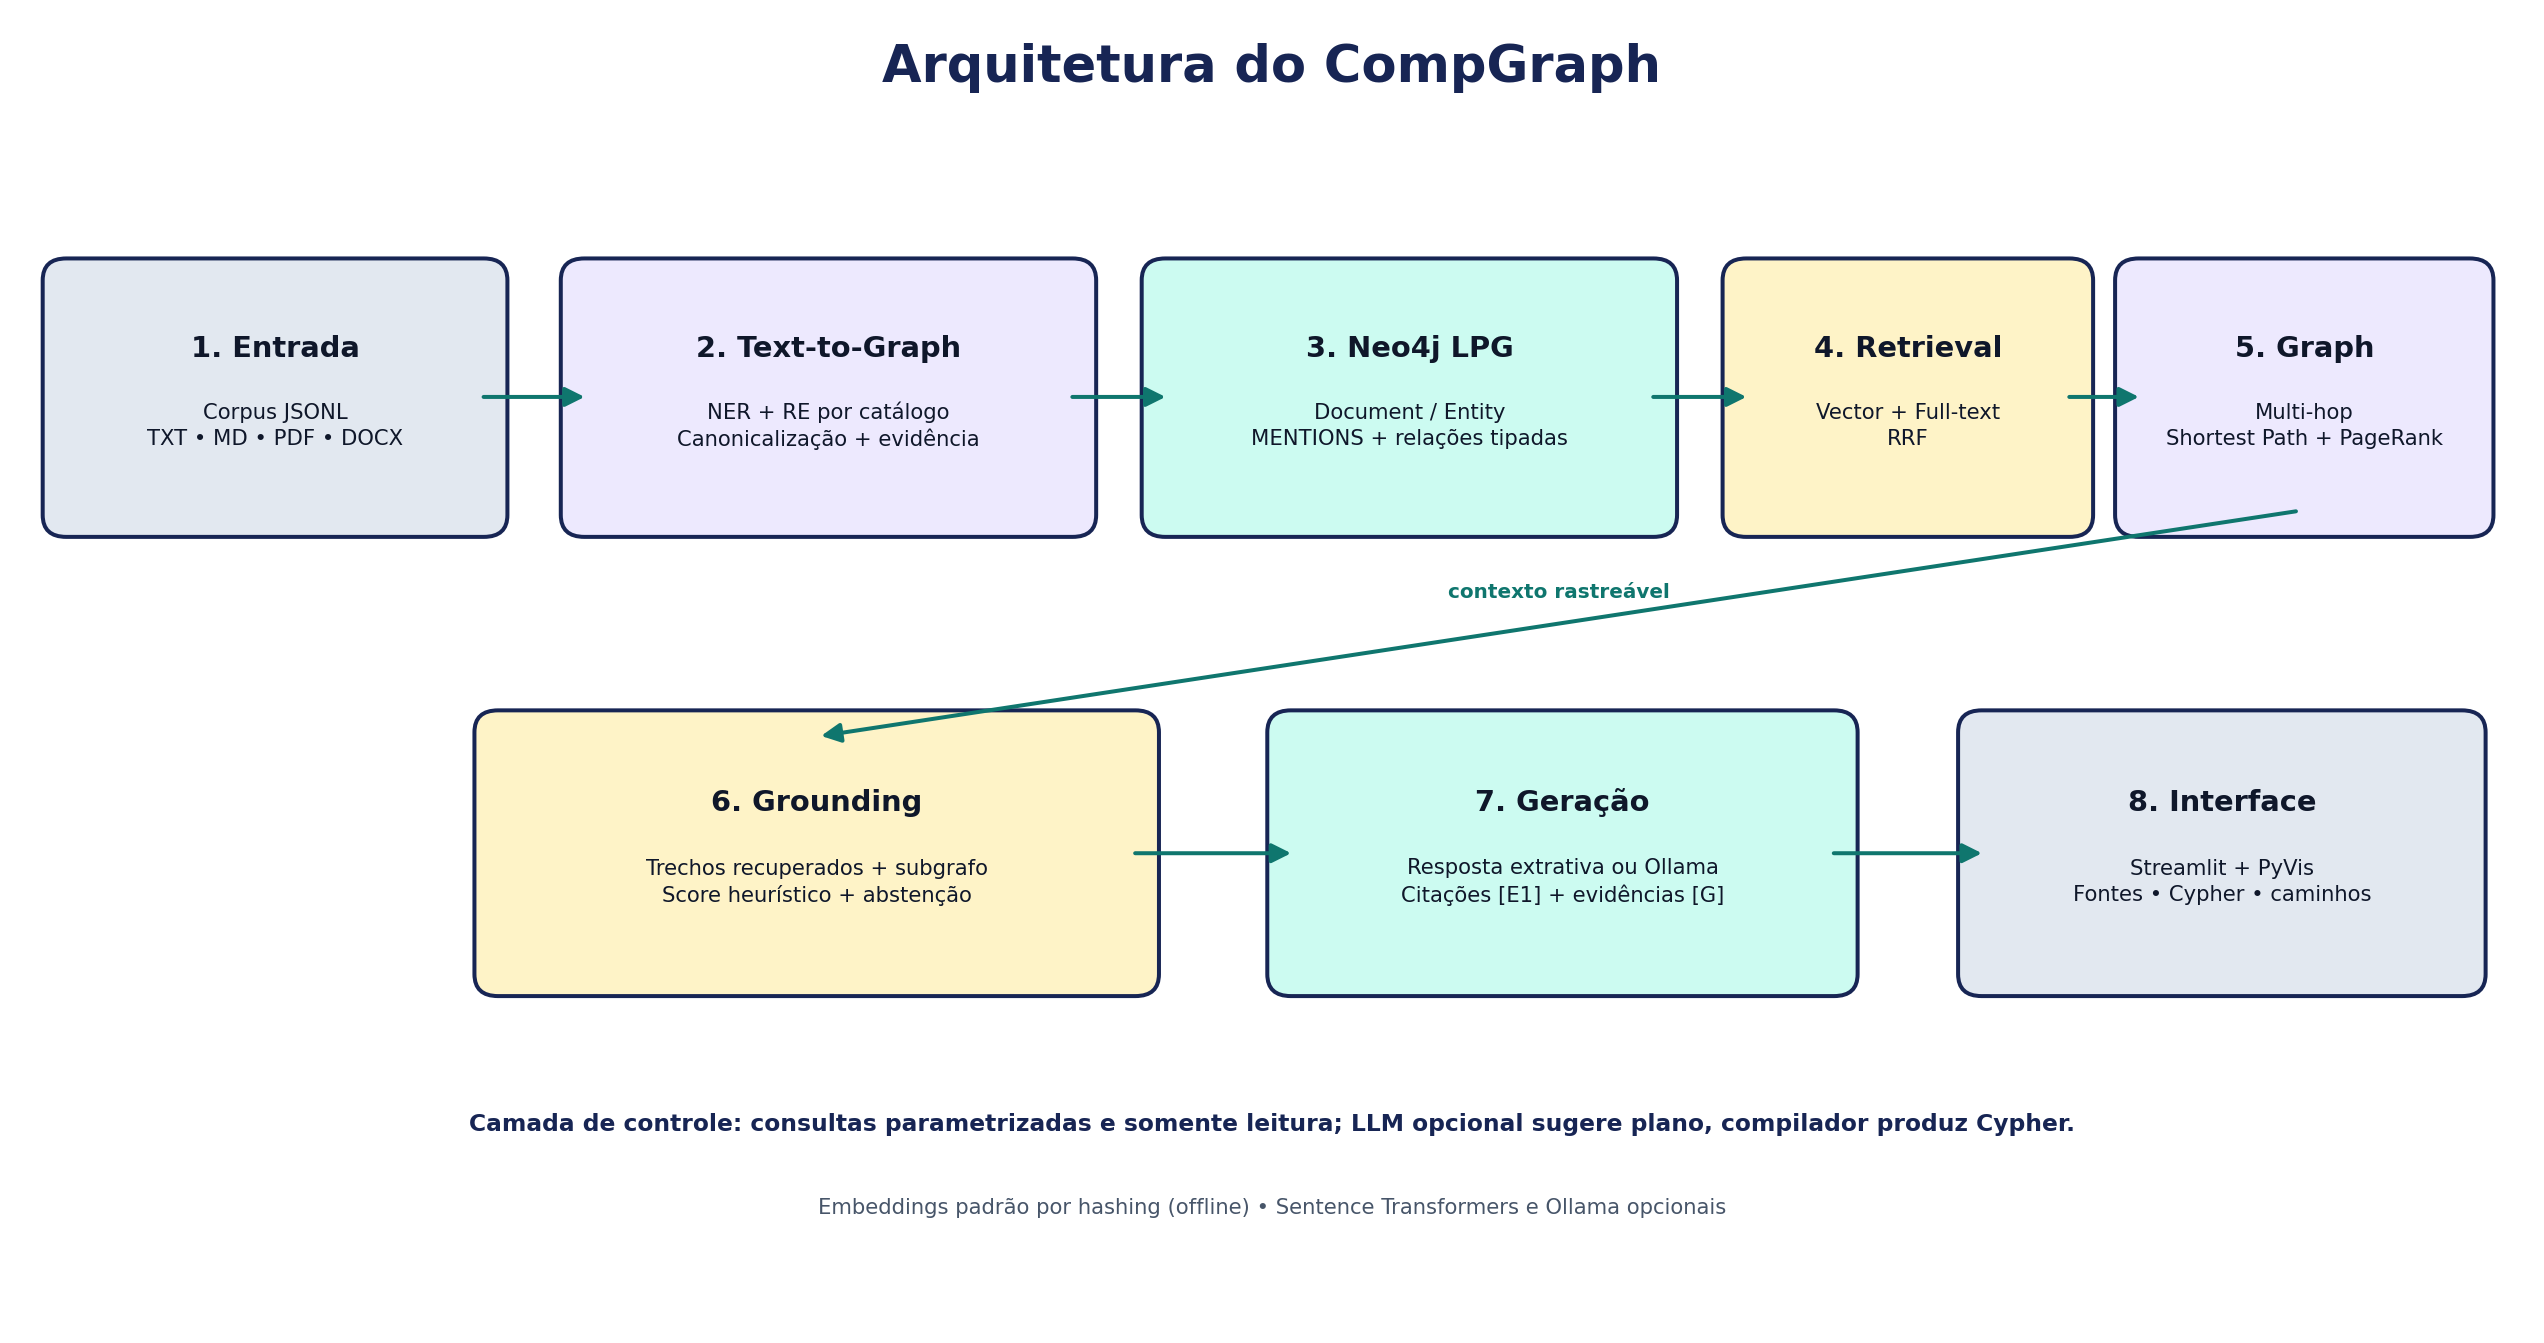 Arquitetura do CompGraph
1. Entrada
Corpus JSONL
TXT • MD • PDF • DOCX
2. Text-to-Graph
NER + RE por catálogo
Canonicalização + evidência
3. Neo4j LPG
Document / Entity
MENTIONS + relações tipadas
4. Retrieval
Vector + Full-text
RRF
5. Graph
Multi-hop
Shortest Path + PageRank
contexto rastreável
6. Grounding
Trechos recuperados + subgrafo
Score heurístico + abstenção
7. Geração
Resposta extrativa ou Ollama
Citações [E1] + evidências [G]
8. Interface
Streamlit + PyVis
Fontes • Cypher • caminhos
Camada de controle: consultas parametrizadas e somente leitura; LLM opcional sugere plano, compilador produz Cypher.
Embeddings padrão por hashing (offline) • Sentence Transformers e Ollama opcionais